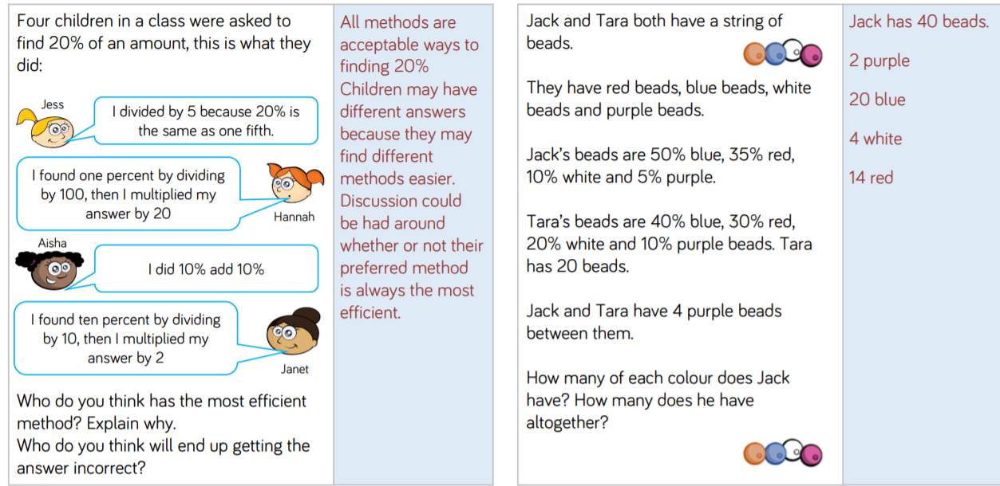 Four children in a class were asked to
find 20% of an amount, this is what they
did:
Jess
I divided by 5 because 20% is
the same as one fifth.
I found one percent by dividing
by 100, then I multiplied my
answer by 20
Hannah
Aisha
I did 10% add 10%
I found ten percent by dividing
by 10, then I multiplied my
answer by 2
Janet
Who do you think has the most efficient
method? Explain why.
Who do you think will end up getting the
answer incorrect?
All methods are
acceptable ways to
finding 20%
Children may have
different answers
because they may
find different
methods easier.
Discussion could
be had around
whether or not their
preferred method
is always the most
efficient.
Jack and Tara both have a string of
beads.
They have red beads, blue beads, white
beads and purple beads.
Jack’s beads are 50% blue, 35% red,
10% white and 5% purple.
Tara’s beads are 40% blue, 30% red,
20% white and 10% purple beads. Tara
has 20 beads.
Jack and Tara have 4 purple beads
between them.
How many of each colour does Jack
have? How many does he have
altogether?
Jack has 40 beads.
2 purple
20 blue
4 white
14 red